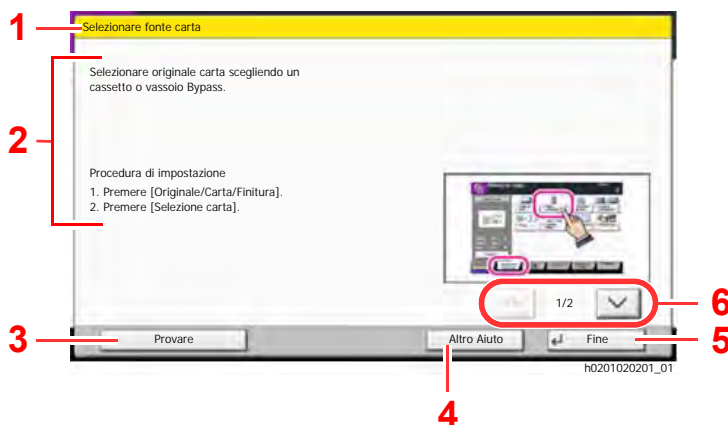 1
Selezionare fonte carta
2
Selezionare originale carta scegliendo un
cassetto o vassoio Bypass.
Procedura di impostazione
1. Premere [Originale/Carta/Finitura].
2. Premere [Selezione carta].
1/2
6
3
Provare
Altro Aiuto
Fine
5
h0201020201_01
4